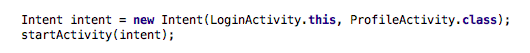 Intent intent = new Intent(LoginActivity.this, ProfileActivity.class);
startActivity(intent);